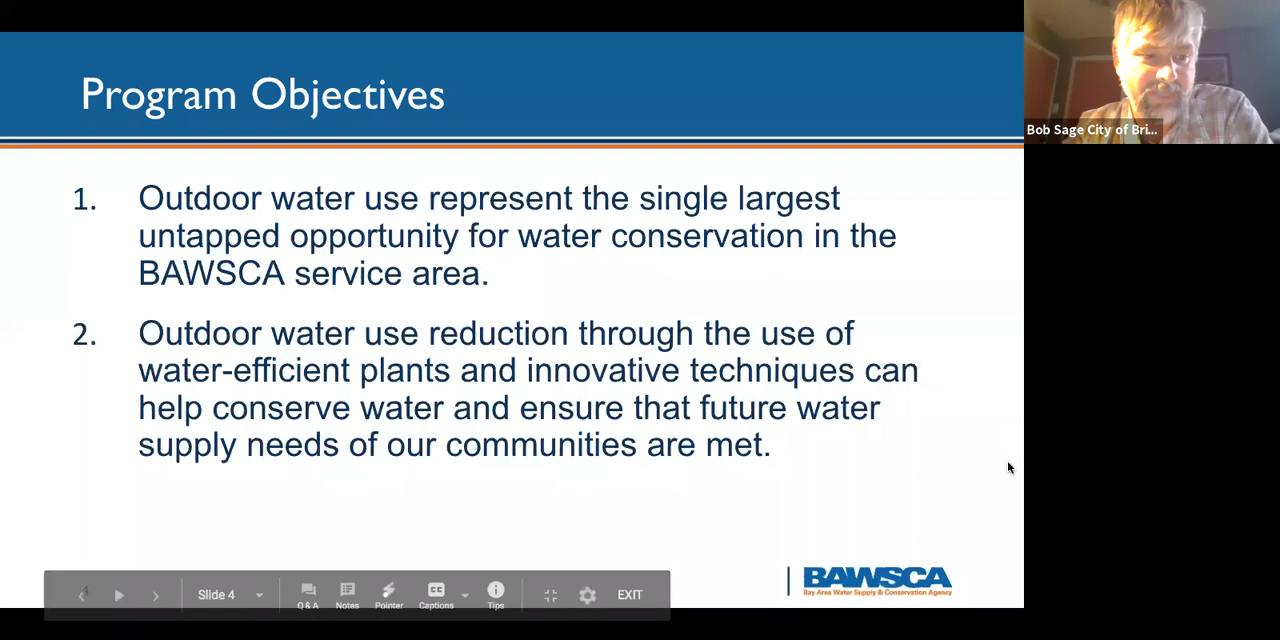 Program Objectives
Bob Sage City of Bri...
1. Outdoor water use represent the single largest
untapped opportunity for water conservation in the
BAWSCA service area.
2. Outdoor water use reduction through the use of
water-efficient plants and innovative techniques can
help conserve water and ensure that future water
supply needs of our communities are met.
BAWSCA
Bay Area Water Supply & Conservation Agency
4
Slide 4
Q & A
Notes
Pointer
CC
Captions
Tips
EXIT